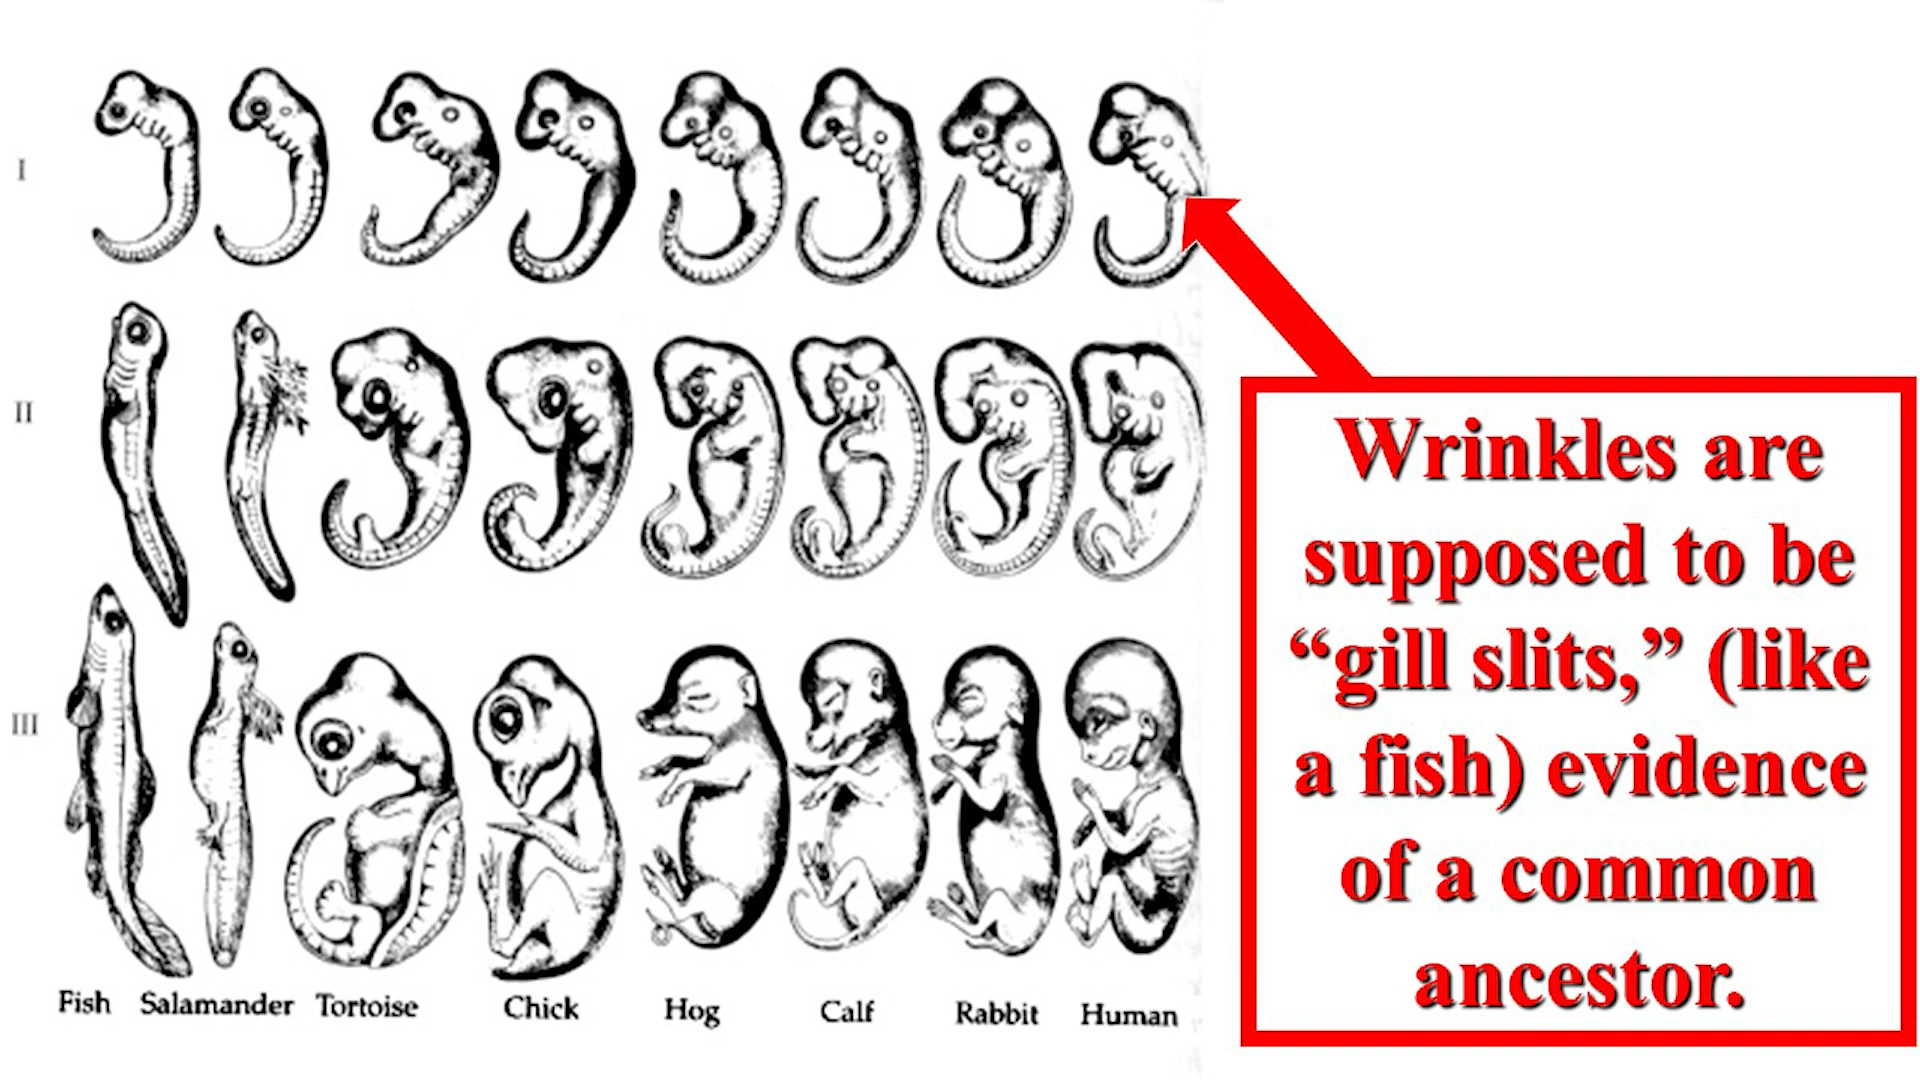 I
II
III
Fish Salamander Tortoise Chick Hog Calf Rabbit Human
Wrinkles are
supposed to be
“gill slits,” (like
a fish) evidence
of a common
ancestor.